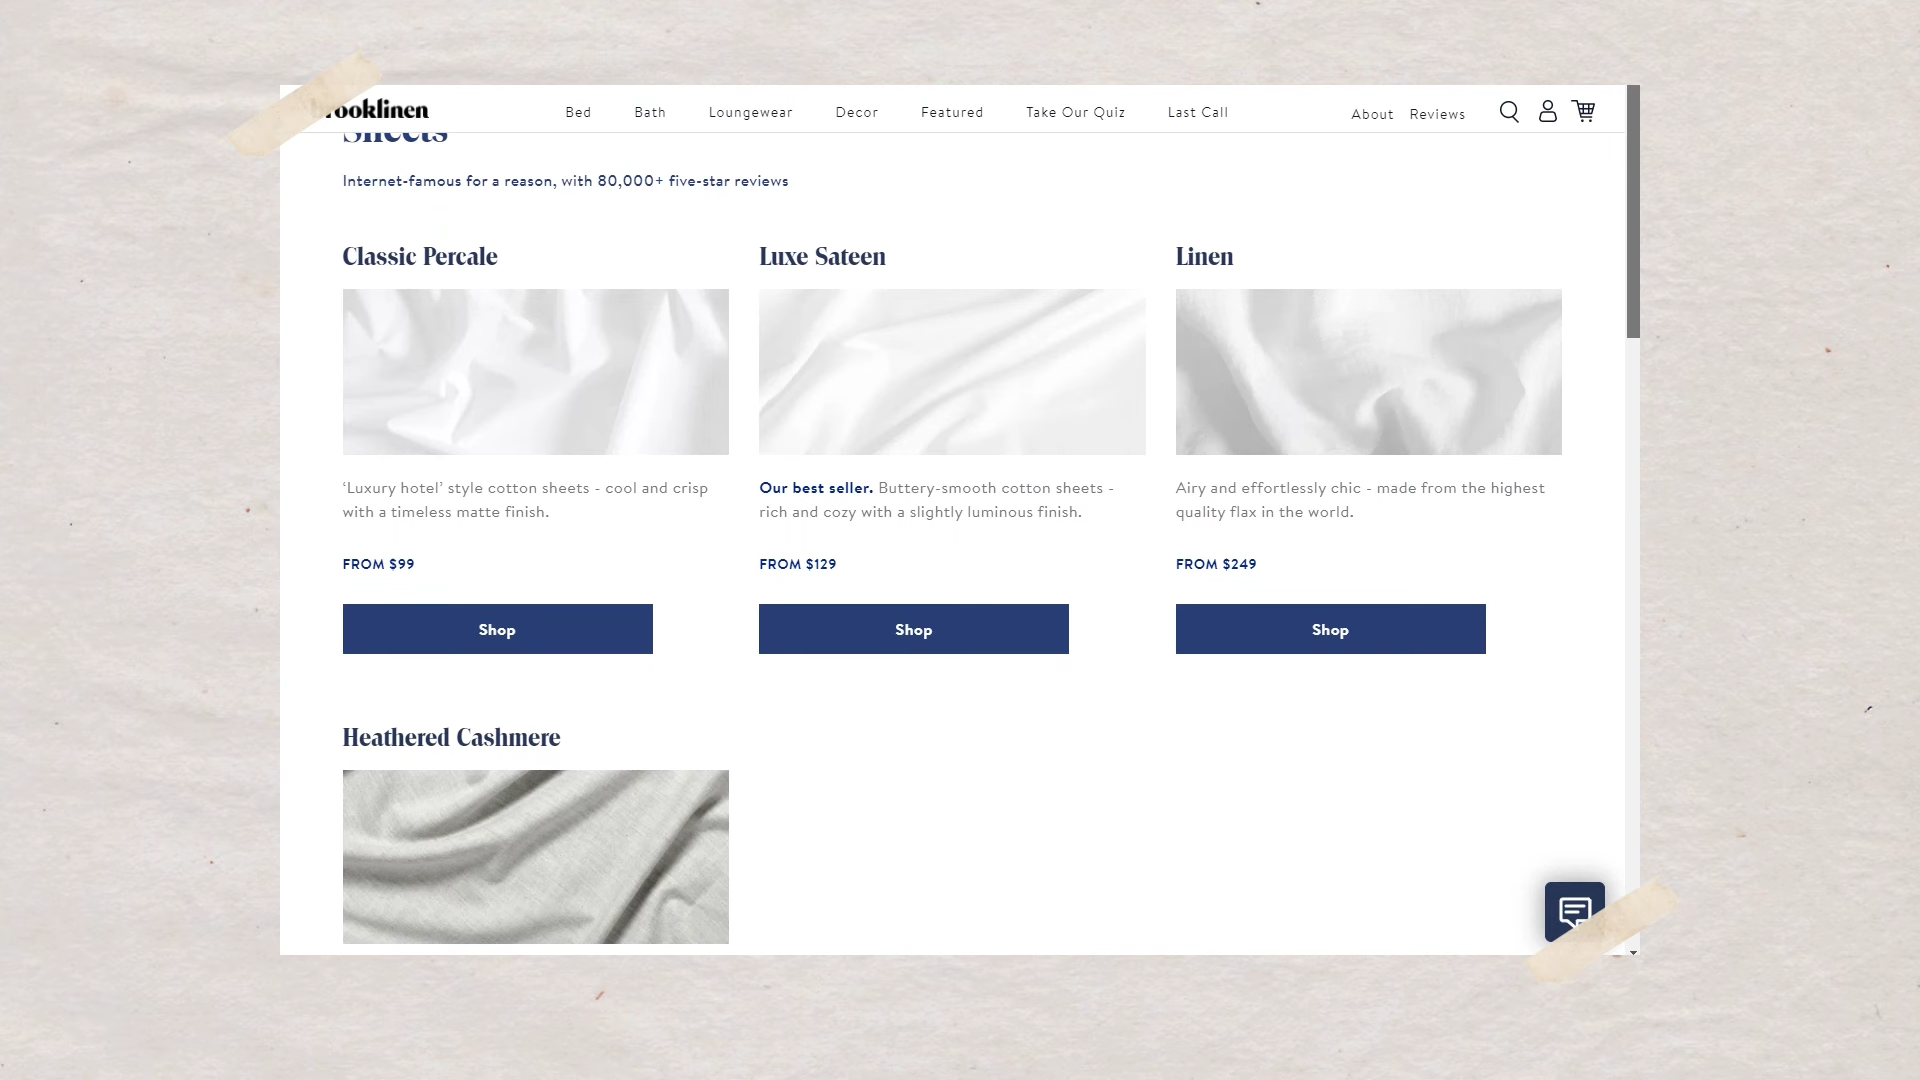 Brooklinen
Bed Bath Loungewear Decor Featured Take Our Quiz Last Call
About Reviews
Sheets
Internet-famous for a reason, with 80,000+ five-star reviews
Classic Percale
‘Luxury hotel’ style cotton sheets - cool and crisp
with a timeless matte finish.
FROM $99
Shop
Luxe Sateen
Our best seller. Buttery-smooth cotton sheets -
rich and cozy with a slightly luminous finish.
FROM $129
Shop
Linen
Airy and effortlessly chic - made from the highest
quality flax in the world.
FROM $249
Shop
Heathered Cashmere